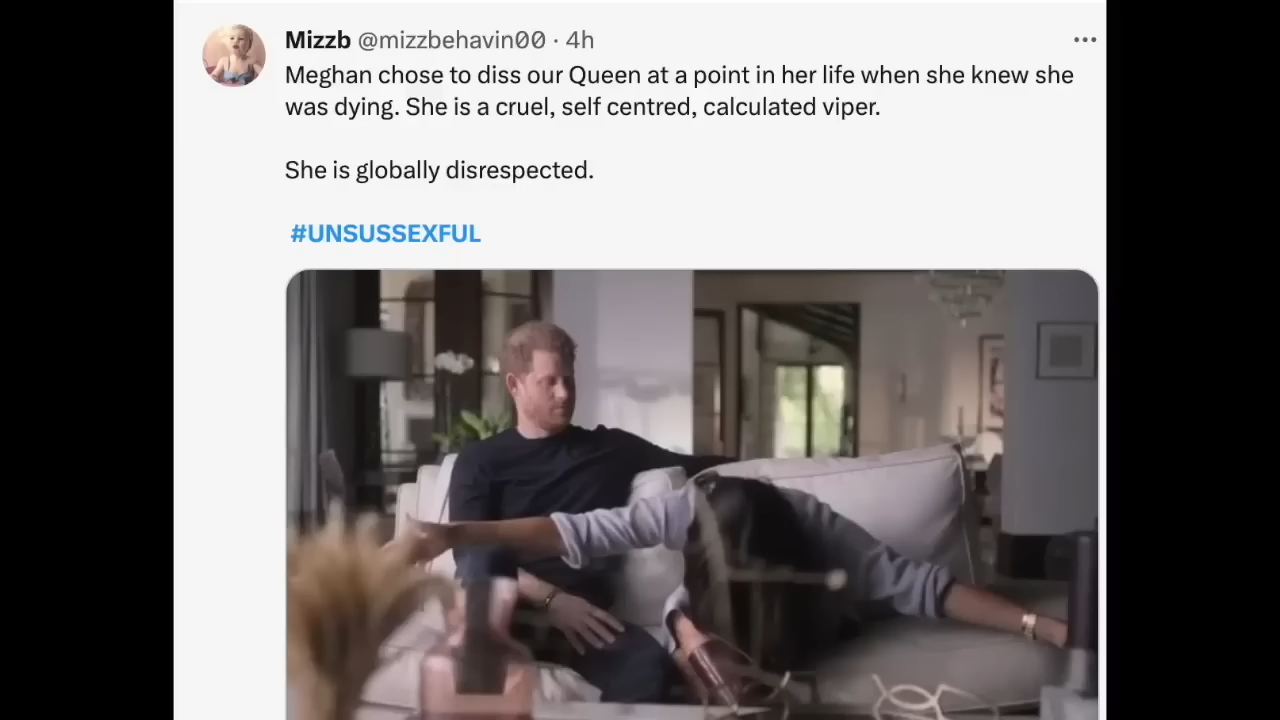 Mizzb @mizzbehavin00 · 4h
Meghan chose to diss our Queen at a point in her life when she knew she
was dying. She is a cruel, self centred, calculated viper.
She is globally disrespected.
#UNSUSSEXFUL